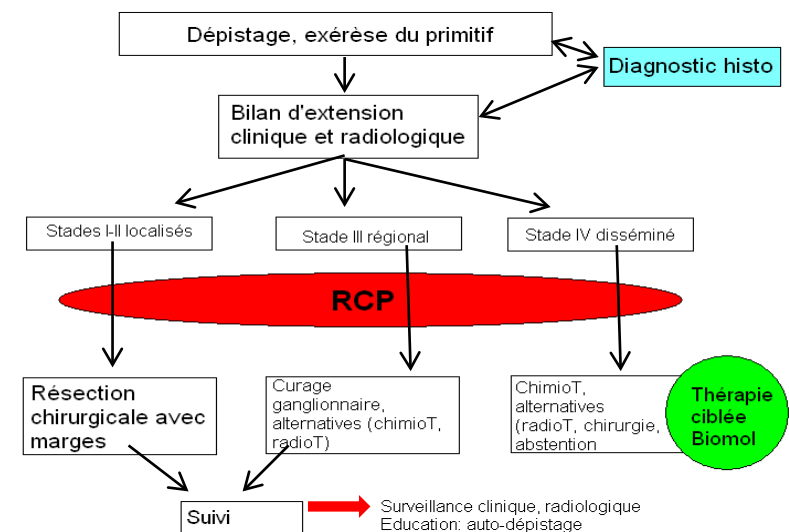 Dépistage, exérèse du primitif
Diagnostic histo
Bilan d'extension
clinique et radiologique
Stades I-II localisés
Stade III régional
Stade IV disséminé
RCP
Résection
chirurgicale avec
marges
Curage
ganglionnaire,
alternatives (chimioT,
radioT)
ChimioT,
alternatives
(radioT, chirurgie,
abstention
Thérapie
ciblée
Biomol
Suivi
Surveillance clinique, radiologique
Education: auto-dépistage